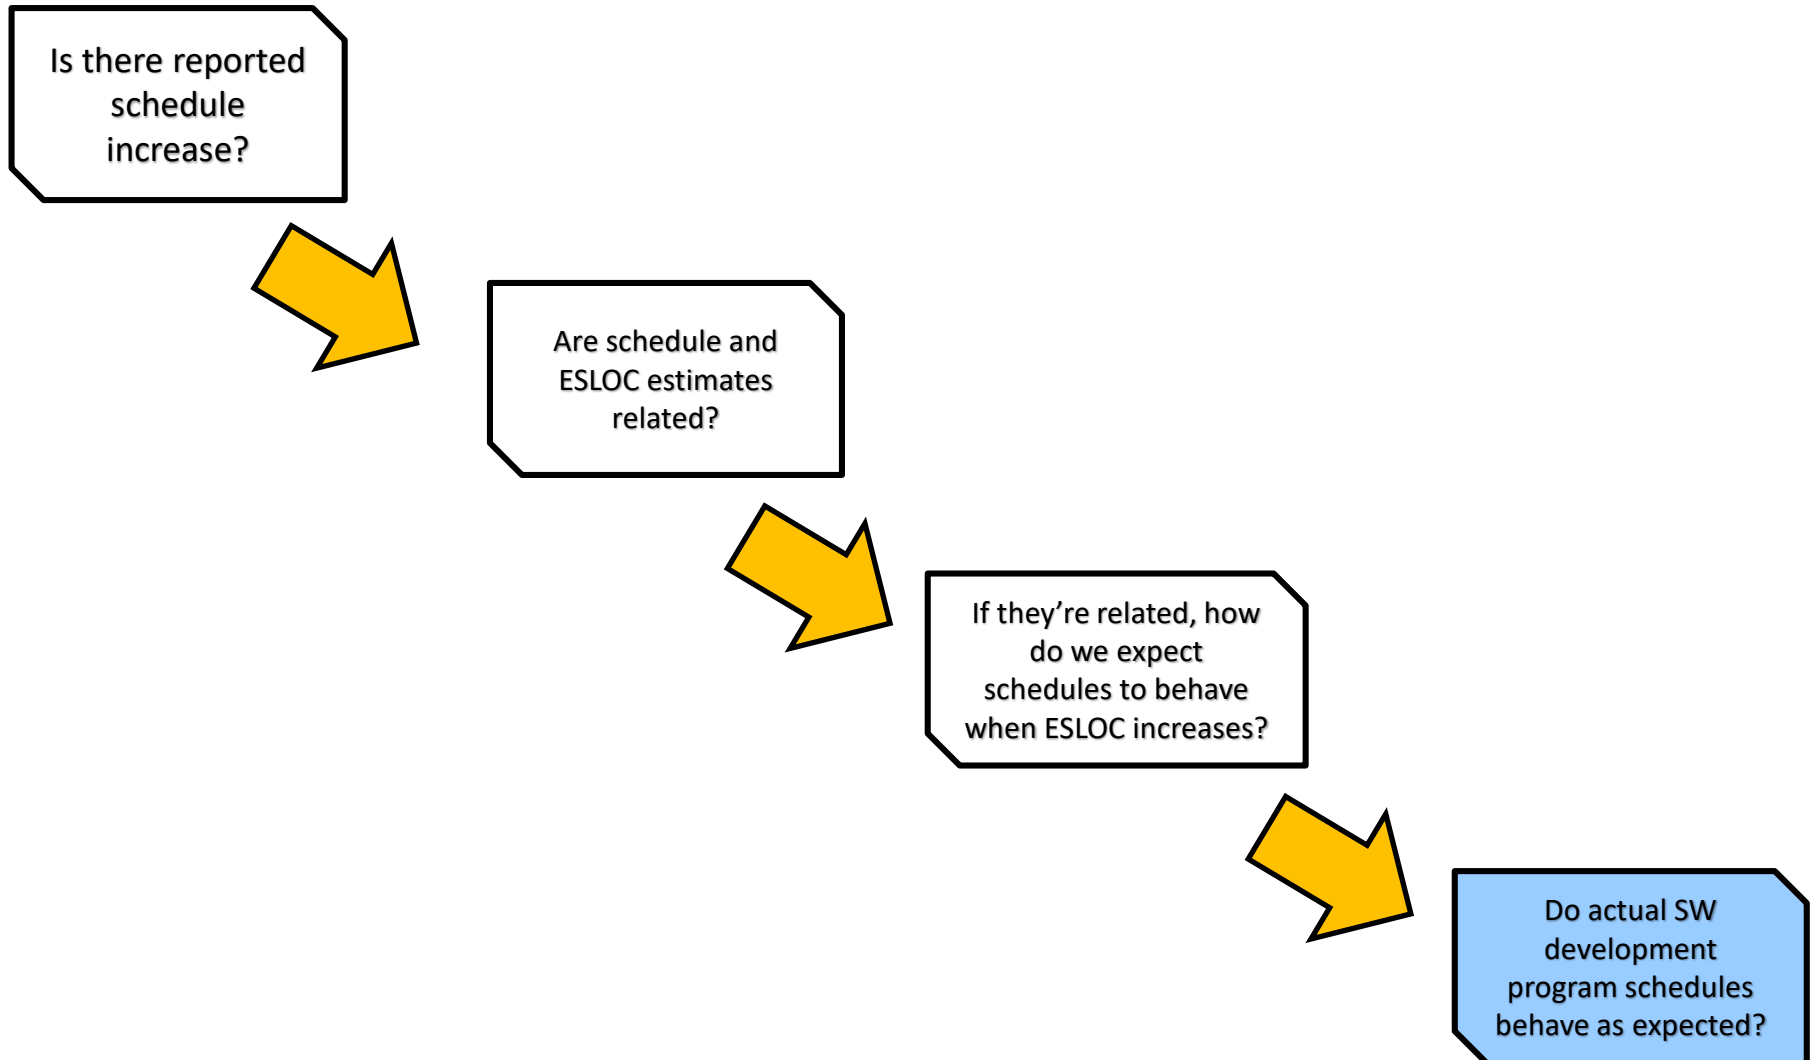 Is there reported
schedule
increase?
Are schedule and
ESLOC estimates
related?
If they’re related, how
do we expect
schedules to behave
when ESLOC increases?
Do actual SW
development
program schedules
behave as expected?